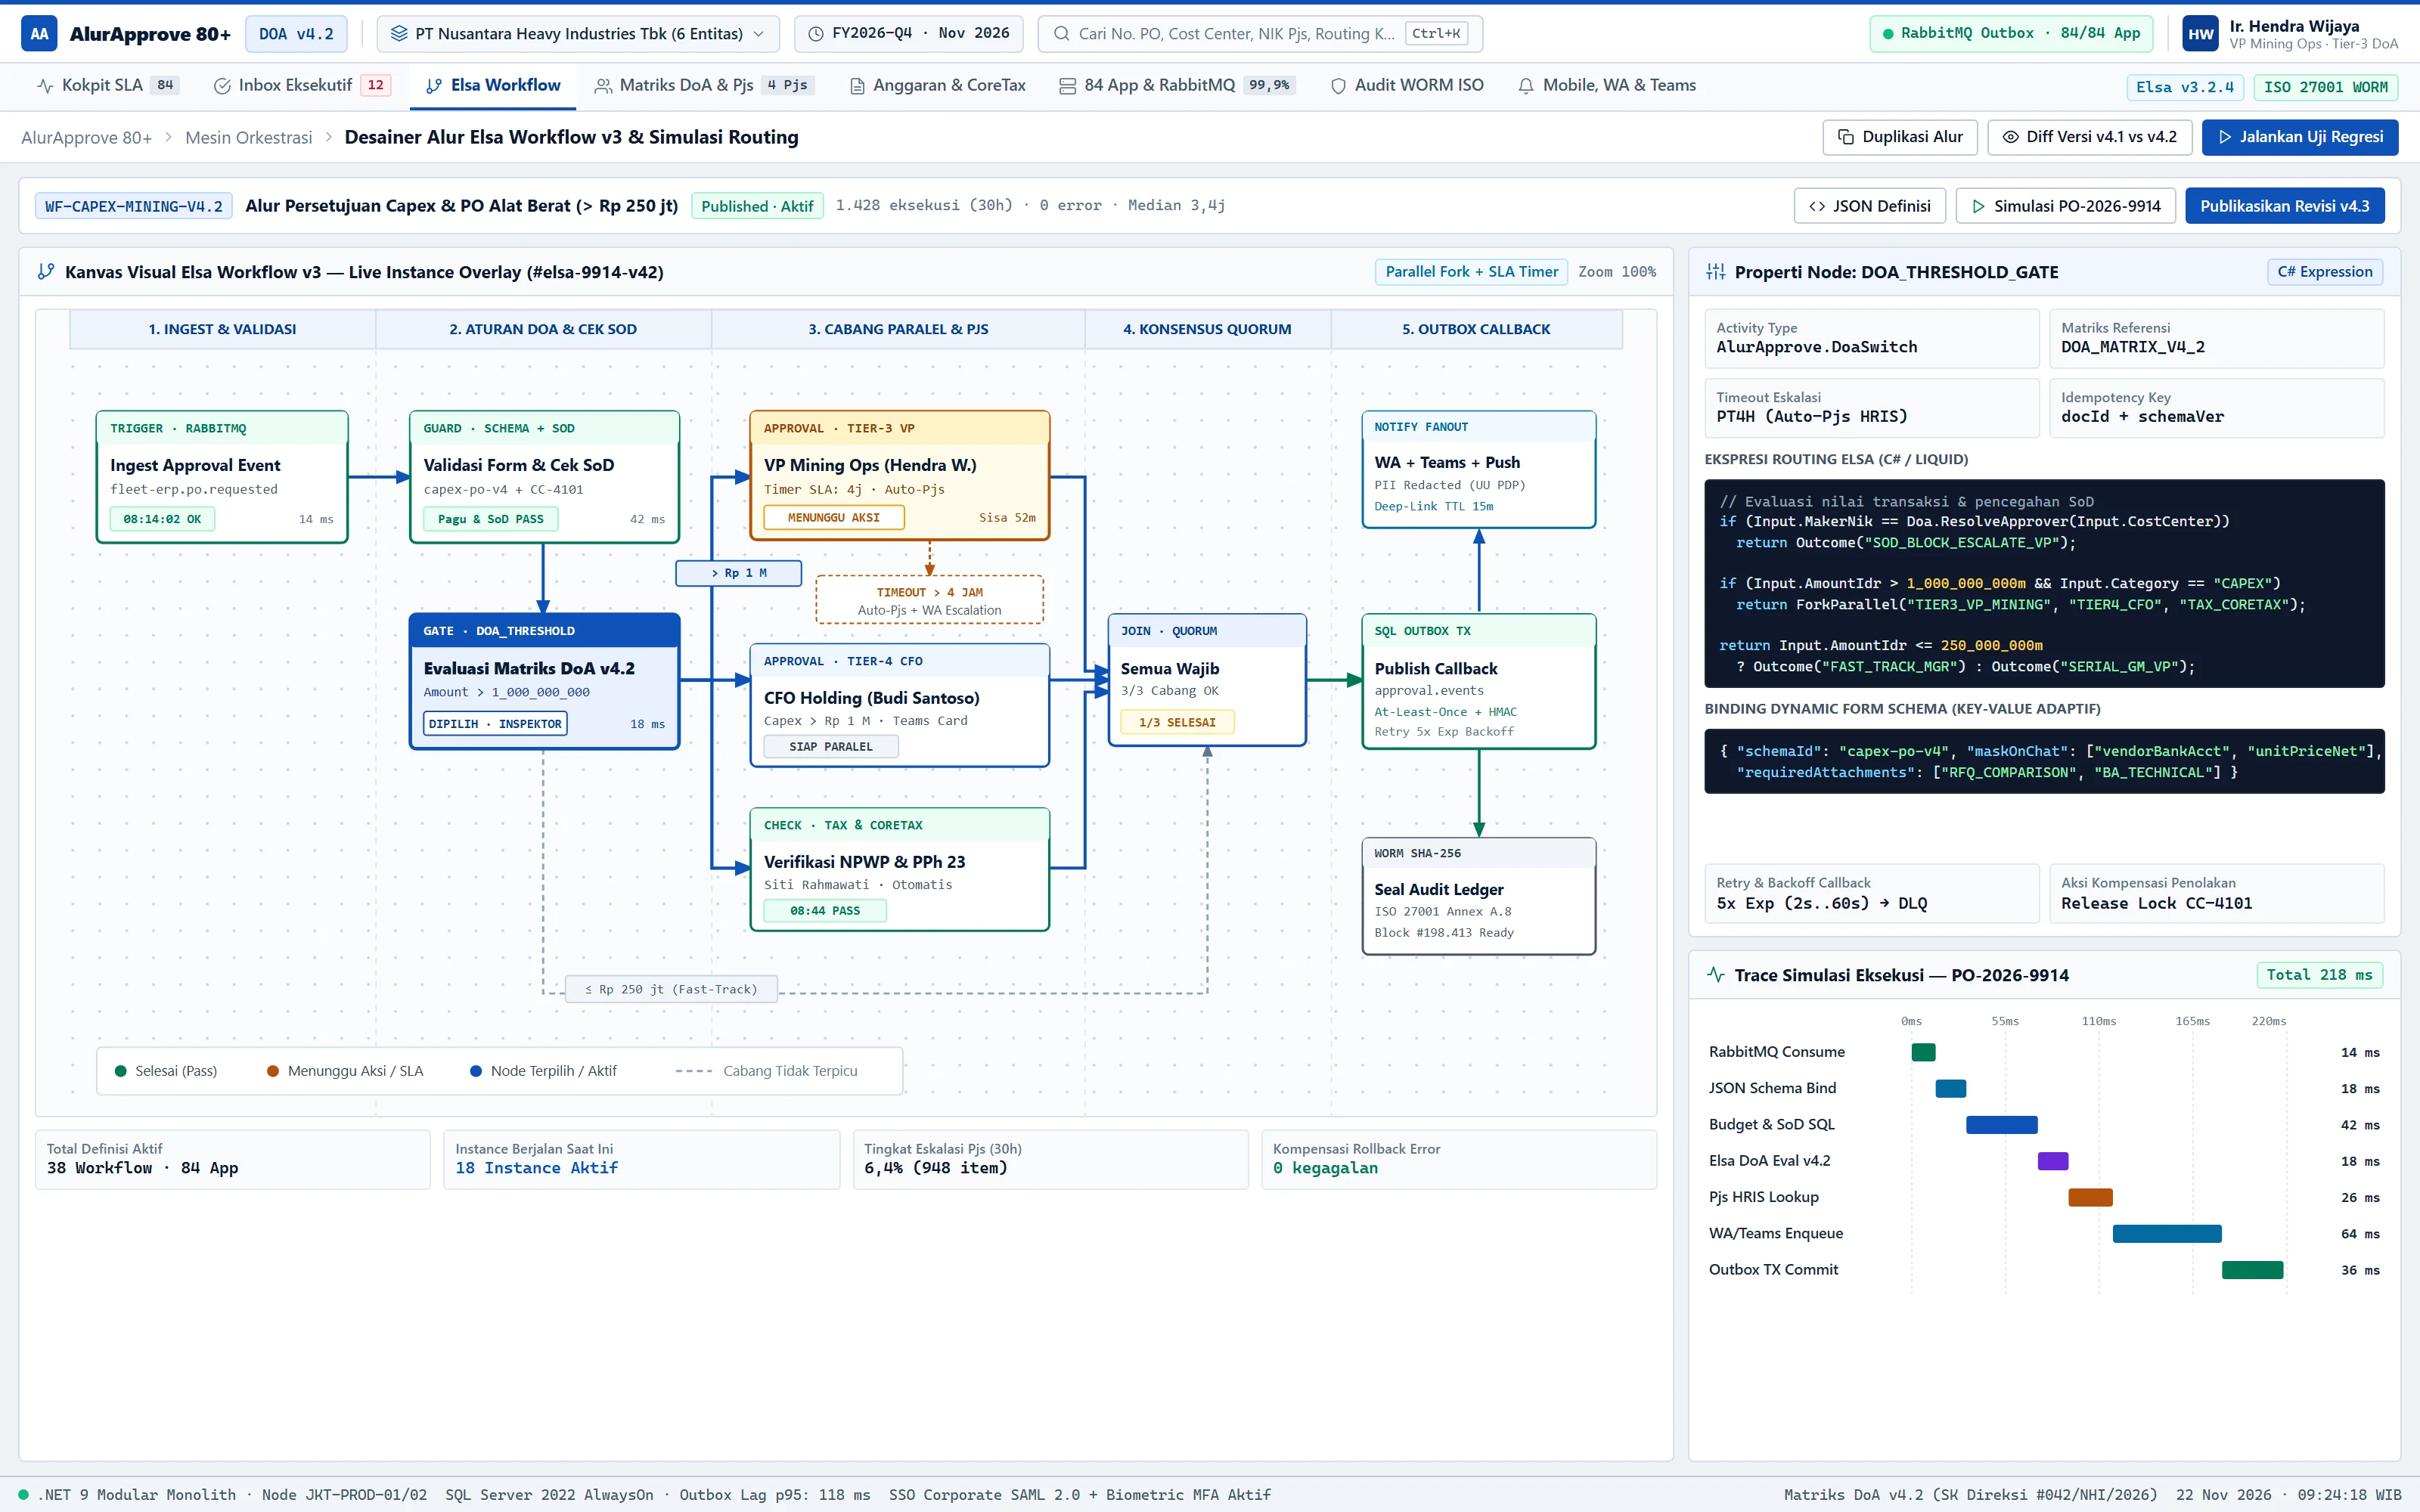 AA AlurApprove 80+ DOA v4.2 PT Nusantara Heavy Industries Tbk (6 Entitas) FY2026-Q4 · Nov 2026 Cari No. PO, Cost Center, NIK Pjs, Routing K... Ctrl+K RabbitMQ Outbox · 84/84 App HW Ir. Hendra Wijaya
VP Mining Ops · Tier-3 DoA
Kokpit SLA 84 Inbox Eksekutif 12 Elsa Workflow Matriks DoA & Pjs 4 Pjs Anggaran & CoreTax 84 App & RabbitMQ 99,9% Audit WORM ISO Mobile, WA & Teams Elsa v3.2.4 ISO 27001 WORM
AlurApprove 80+ > Mesin Orkestrasi > Desainer Alur Elsa Workflow v3 & Simulasi Routing Duplikasi Alur Diff Versi v4.1 vs v4.2 Jalankan Uji Regresi
WF-CAPEX-MINING-V4.2 Alur Persetujuan Capex & PO Alat Berat (> Rp 250 jt) Published · Aktif 1.428 eksekusi (30h) · 0 error · Median 3,4j <> JSON Definisi Simulasi PO-2026-9914 Publikasikan Revisi v4.3
Kanvas Visual Elsa Workflow v3 — Live Instance Overlay (#elsa-9914-v42) Parallel Fork + SLA Timer Zoom 100%
1. INGEST & VALIDASI 2. ATURAN DOA & CEK SOD 3. CABANG PARALEL & PJS 4. KONSENSUS QUORUM 5. OUTBOX CALLBACK
TRIGGER · RABBITMQ
Ingest Approval Event
fleet-erp.po.requested
08:14:02 OK 14 ms
GUARD · SCHEMA + SOD
Validasi Form & Cek SoD
capex-po-v4 + CC-4101
Pagu & SoD PASS 42 ms
APPROVAL · TIER-3 VP
VP Mining Ops (Hendra W.)
Timer SLA: 4j · Auto-Pjs
MENUNGGU AKSI Sisa 52m
NOTIFY FANOUT
WA + Teams + Push
PII Redacted (UU PDP)
Deep-Link TTL 15m
> Rp 1 M
TIMEOUT > 4 JAM
Auto-Pjs + WA Escalation
GATE · DOA_THRESHOLD
Evaluasi Matriks DoA v4.2
Amount > 1_000_000_000
DIPILIH · INSPEKTOR 18 ms
APPROVAL · TIER-4 CFO
CFO Holding (Budi Santoso)
Capex > Rp 1 M · Teams Card
SIAP PARALEL
JOIN · QUORUM
Semua Wajib
3/3 Cabang OK
1/3 SELESAI
SQL OUTBOX TX
Publish Callback
approval.events
At-Least-Once + HMAC
Retry 5x Exp Backoff
CHECK · TAX & CORETAX
Verifikasi NPWP & PPh 23
Siti Rahmawati · Otomatis
08:44 PASS
WORM SHA-256
Seal Audit Ledger
ISO 27001 Annex A.8
Block #198.413 Ready
≤ Rp 250 jt (Fast-Track)
Selesai (Pass) Menunggu Aksi / SLA Node Terpilih / Aktif Cabang Tidak Terpicu
Total Definisi Aktif
38 Workflow · 84 App
Instance Berjalan Saat Ini
18 Instance Aktif
Tingkat Eskalasi Pjs (30h)
6,4% (948 item)
Kompensasi Rollback Error
0 kegagalan
Properti Node: DOA_THRESHOLD_GATE C# Expression
Activity Type
AlurApprove.DoaSwitch
Matriks Referensi
DOA_MATRIX_V4_2
Timeout Eskalasi
PT4H (Auto-Pjs HRIS)
Idempotency Key
docId + schemaVer
EKSPRESI ROUTING ELSA (C# / LIQUID)
// Evaluasi nilai transaksi & pencegahan SoD
if (Input.MakerNik == Doa.ResolveApprover(Input.CostCenter))
return Outcome("SOD_BLOCK_ESCALATE_VP");
if (Input.AmountIdr > 1_000_000_000m && Input.Category == "CAPEX")
return ForkParallel("TIER3_VP_MINING", "TIER4_CFO", "TAX_CORETAX");
return Input.AmountIdr <= 250_000_000m
? Outcome("FAST_TRACK_MGR") : Outcome("SERIAL_GM_VP");
BINDING DYNAMIC FORM SCHEMA (KEY-VALUE ADAPTIF)
{ "schemaId": "capex-po-v4", "maskOnChat": ["vendorBankAcct", "unitPriceNet"],
"requiredAttachments": ["RFQ_COMPARISON", "BA_TECHNICAL"] }
Retry & Backoff Callback
5x Exp (2s..60s) → DLQ
Aksi Kompensasi Penolakan
Release Lock CC-4101
Trace Simulasi Eksekusi — PO-2026-9914 Total 218 ms
0ms 55ms 110ms 165ms 220ms
RabbitMQ Consume 14 ms
JSON Schema Bind 18 ms
Budget & SoD SQL 42 ms
Elsa DoA Eval v4.2 18 ms
Pjs HRIS Lookup 26 ms
WA/Teams Enqueue 64 ms
Outbox TX Commit 36 ms
.NET 9 Modular Monolith · Node JKT-PROD-01/02 SQL Server 2022 AlwaysOn · Outbox Lag p95: 118 ms SSO Corporate SAML 2.0 + Biometric MFA Aktif Matriks DoA v4.2 (SK Direksi #042/NHI/2026) 22 Nov 2026 · 09:24:18 WIB